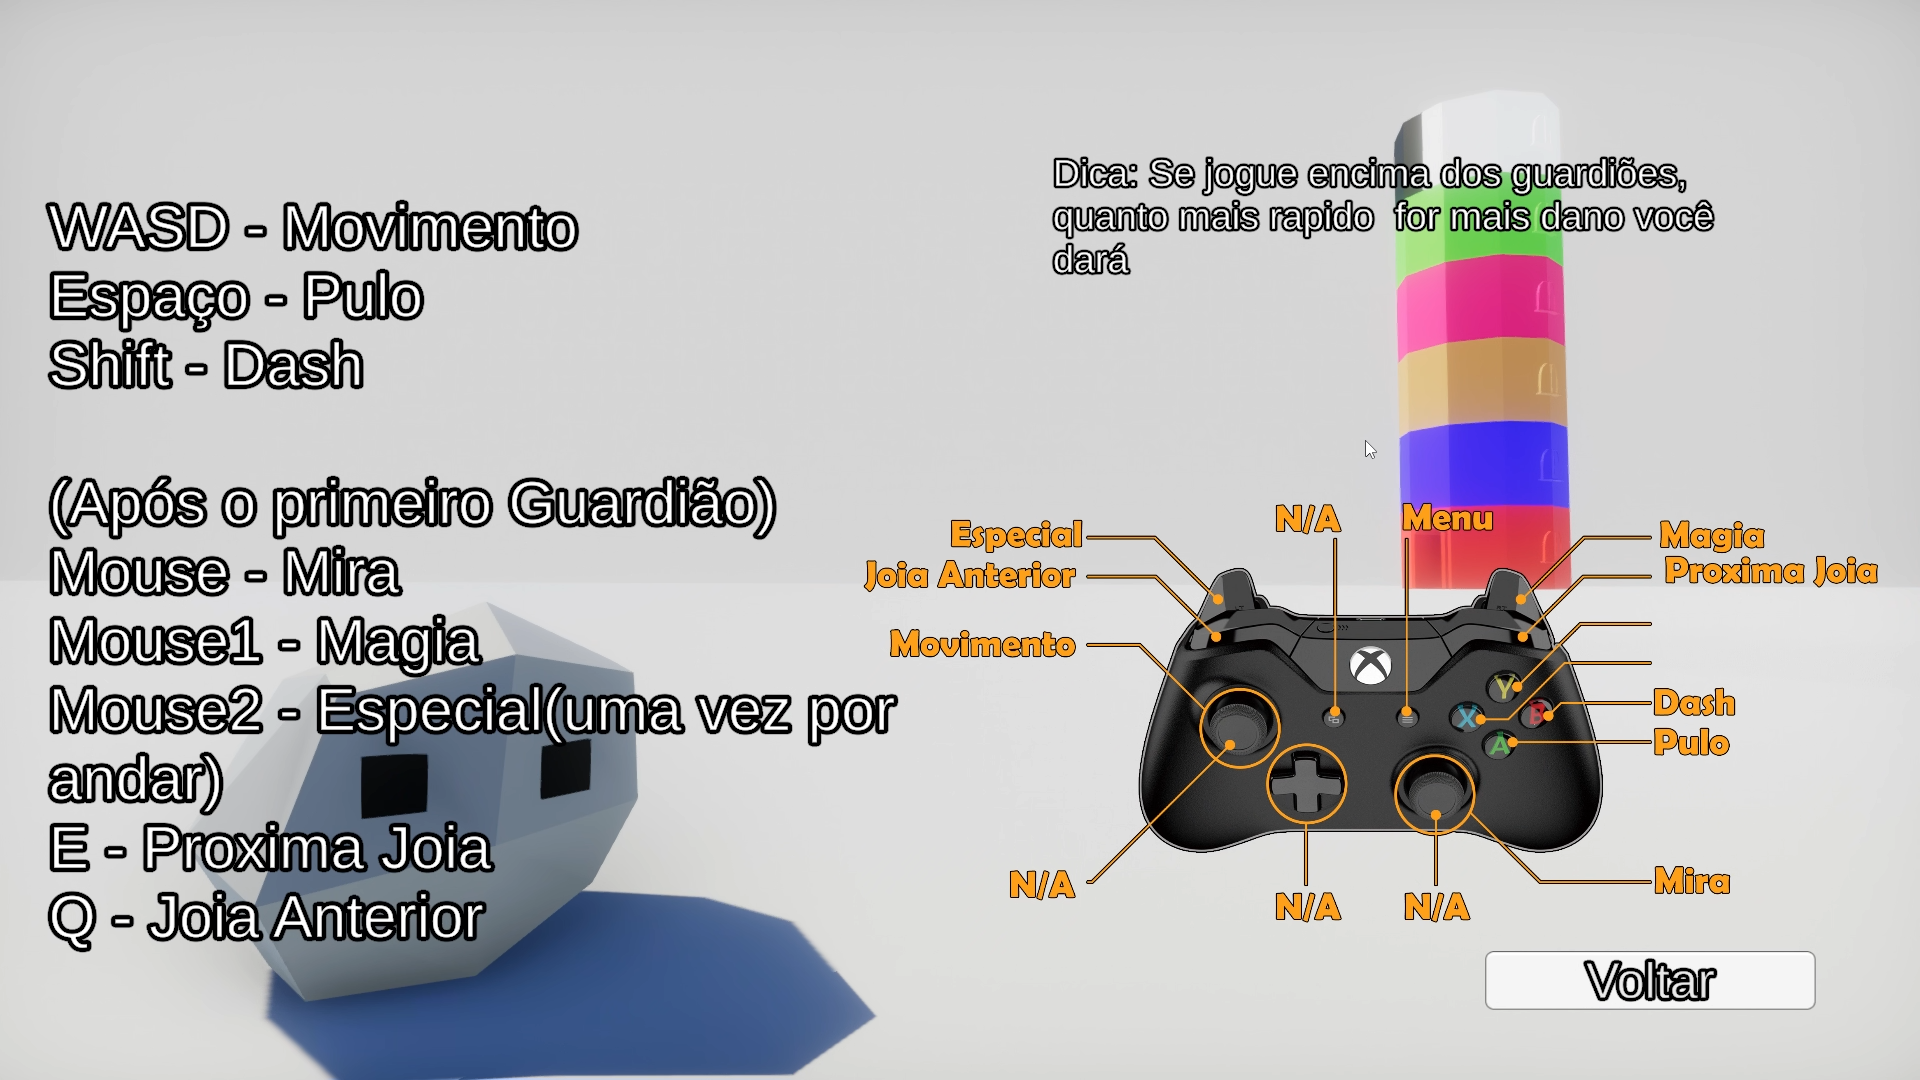 WASD - Movimento
Espaço - Pulo
Shift - Dash
(Após o primeiro Guardião)
Mouse - Mira
Mouse1 - Magia
Mouse2 - Especial(uma vez por
andar)
E - Proxima Joia
Q - Joia Anterior
Dica: Se jogue encima dos guardiões,
quanto mais rapido  for mais dano você
dará
N/A
Menu
Especial
Magia
Joia Anterior
Proxima Joia
Movimento
Y
X
B
A
Dash
Pulo
N/A
Mira
N/A
N/A
Voltar